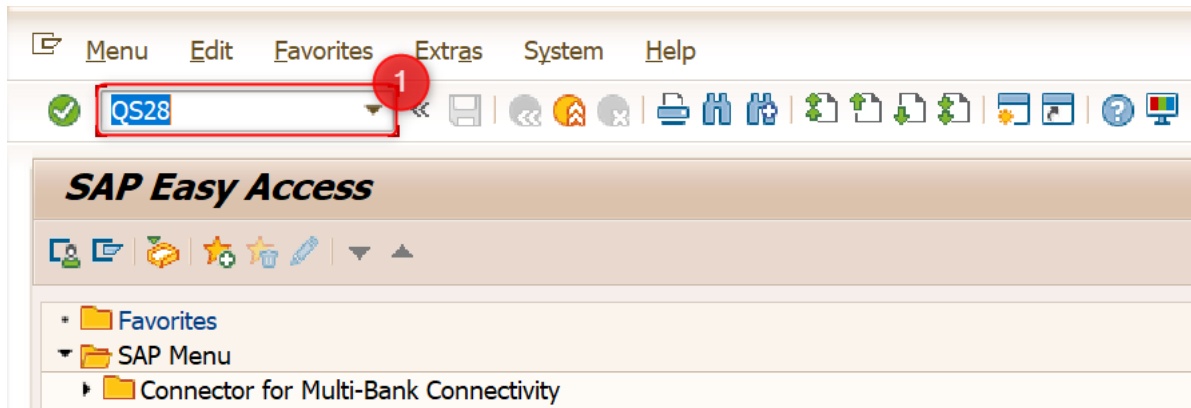 Menu Edit Favorites Extras System Help
1
QS28
SAP Easy Access
Favorites
SAP Menu
Connector for Multi-Bank Connectivity